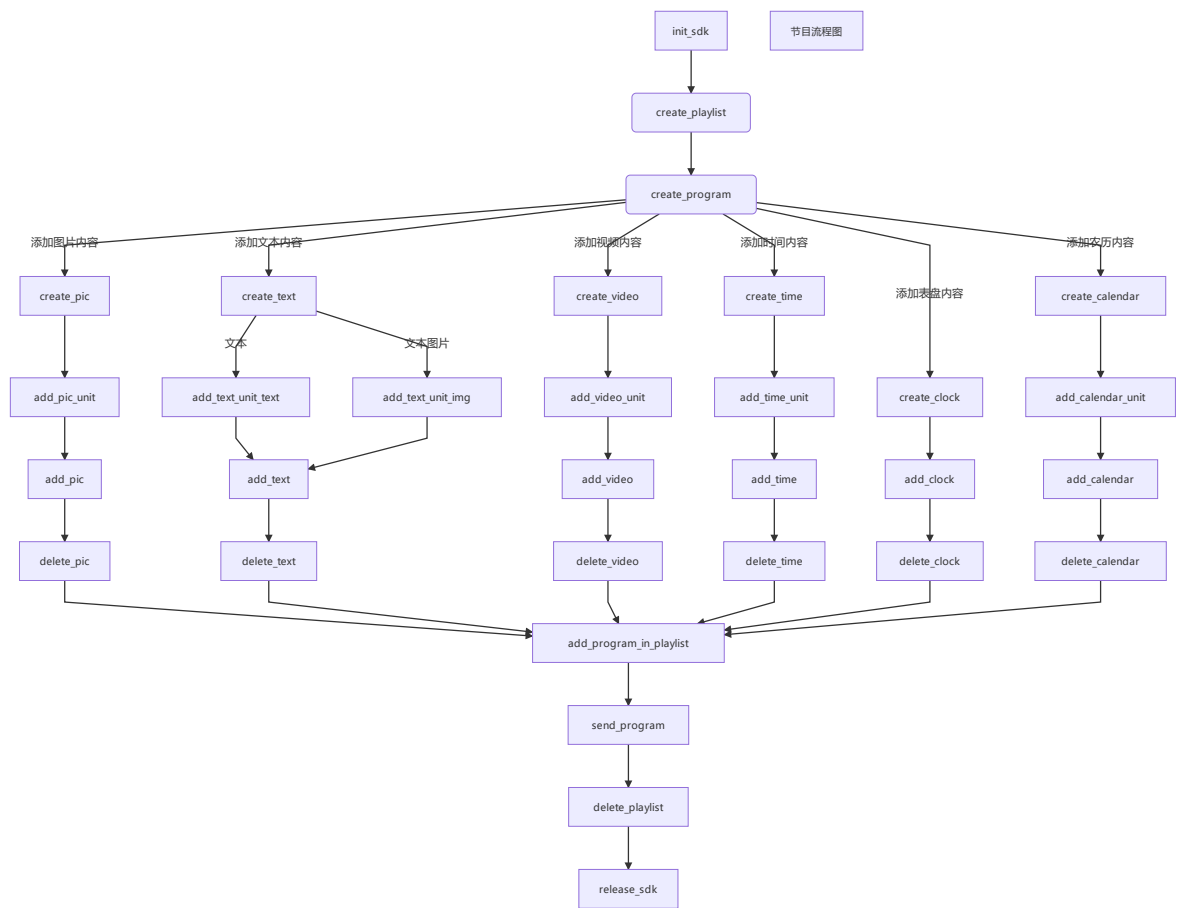 init_sdk
节目流程图
create_playlist
create_program
添加图片内容
添加文本内容
添加视频内容
添加时间内容
添加农历内容
create_pic
create_text
create_video
create_time
添加表盘内容
create_calendar
文本
文本图片
add_pic_unit
add_text_unit_text
add_text_unit_img
add_video_unit
add_time_unit
create_clock
add_calendar_unit
add_pic
add_text
add_video
add_time
add_clock
add_calendar
delete_pic
delete_text
delete_video
delete_time
delete_clock
delete_calendar
add_program_in_playlist
send_program
delete_playlist
release_sdk